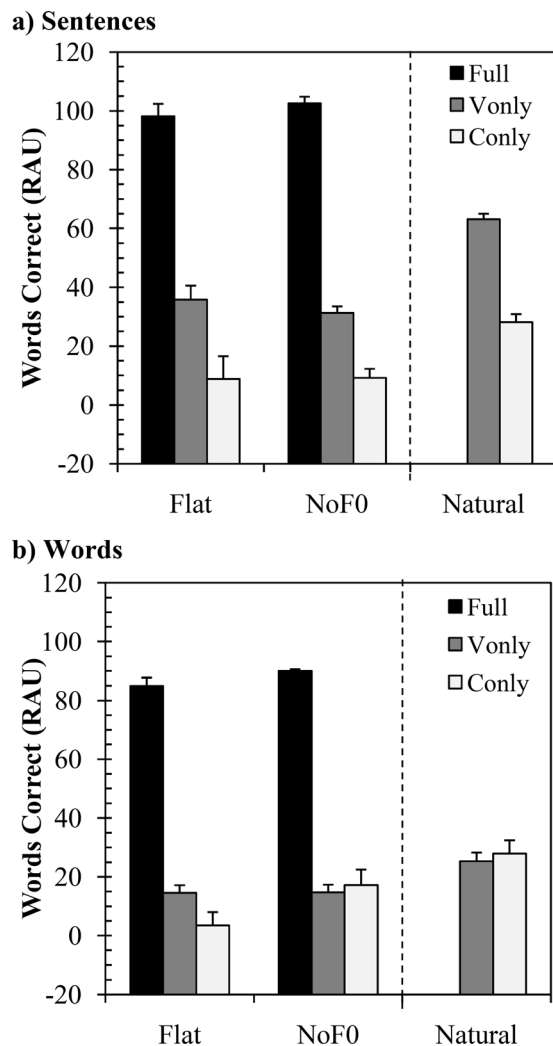 a) Sentences
120
100
80
60
40
20
0
-20
Words Correct (RAU)
Full
Vonly
Conly
Flat NoF0 Natural
b) Words
120
100
80
60
40
20
0
-20
Words Correct (RAU)
Full
Vonly
Conly
Flat NoF0 Natural